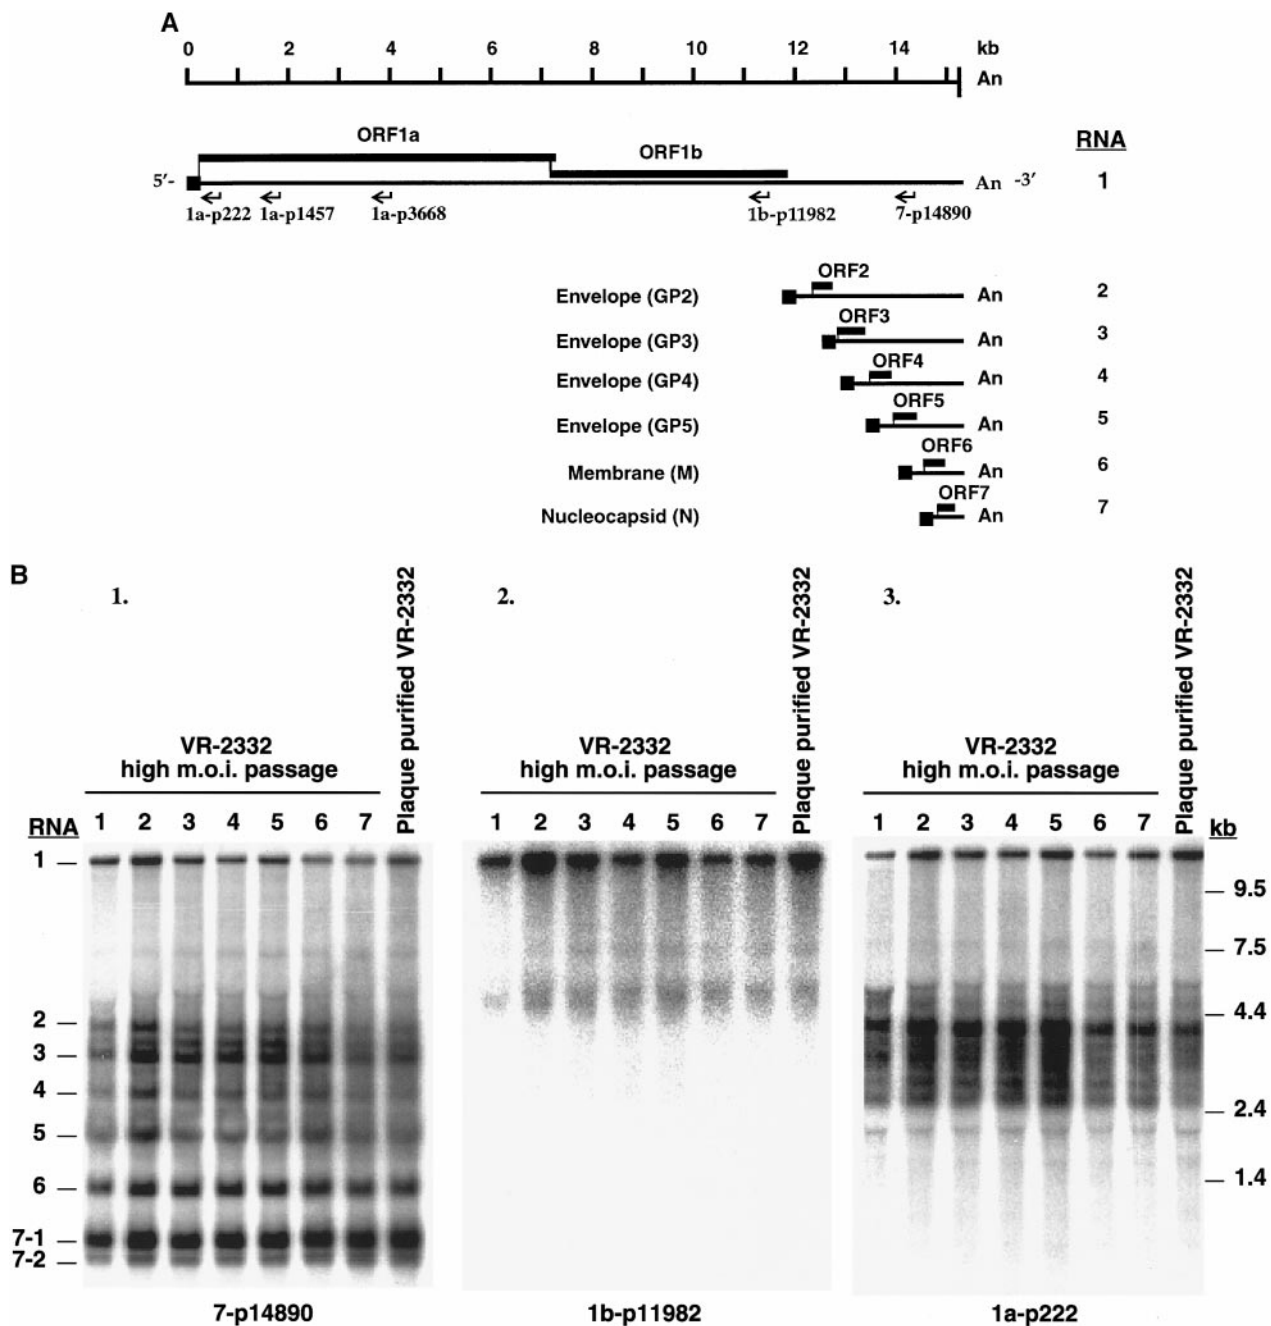 A
0 2 4 6 8 10 12 14 kb
An
ORF1a
ORF1b
RNA
5′- An -3′ 1
1a-p222 1a-p1457 1a-p3668 1b-p11982 7-p14890
ORF2
Envelope (GP2) An 2
ORF3
Envelope (GP3) An 3
ORF4
Envelope (GP4) An 4
ORF5
Envelope (GP5) An 5
ORF6
Membrane (M) An 6
ORF7
Nucleocapsid (N) An 7
B
1.
VR-2332
high m.o.i. passage
Plaque purified VR-2332
RNA 1 2 3 4 5 6 7
1
2
3
4
5
6
7-1
7-2
7-p14890
2.
VR-2332
high m.o.i. passage
Plaque purified VR-2332
1 2 3 4 5 6 7
1b-p11982
3.
VR-2332
high m.o.i. passage
Plaque purified VR-2332
1 2 3 4 5 6 7 kb
9.5
7.5
4.4
2.4
1.4
1a-p222